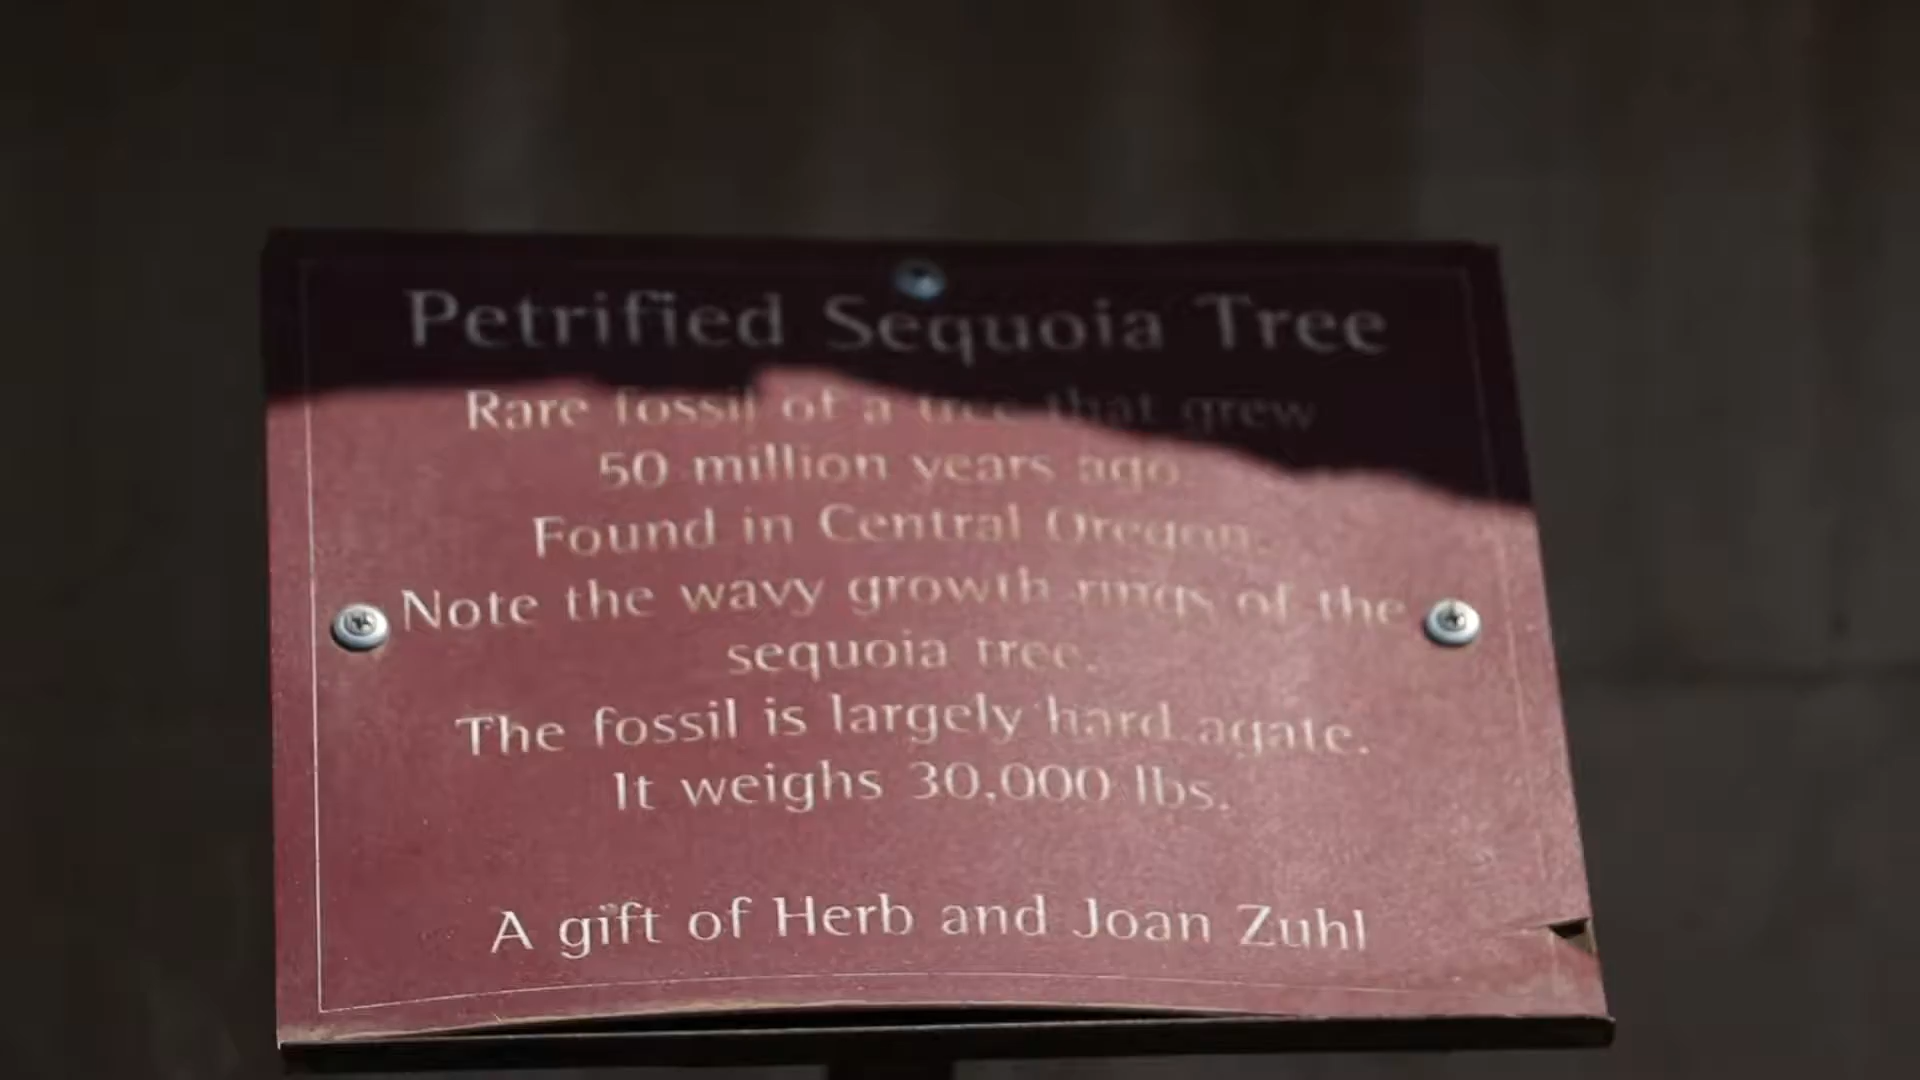 Petrified Sequoia Tree
Rare fossil of a tree that grew
50 million years ago.
Found in Central Oregon.
Note the wavy growth rings of the
sequoia tree.
The fossil is largely hard agate.
It weighs 30,000 lbs.
A gift of Herb and Joan Zuhl